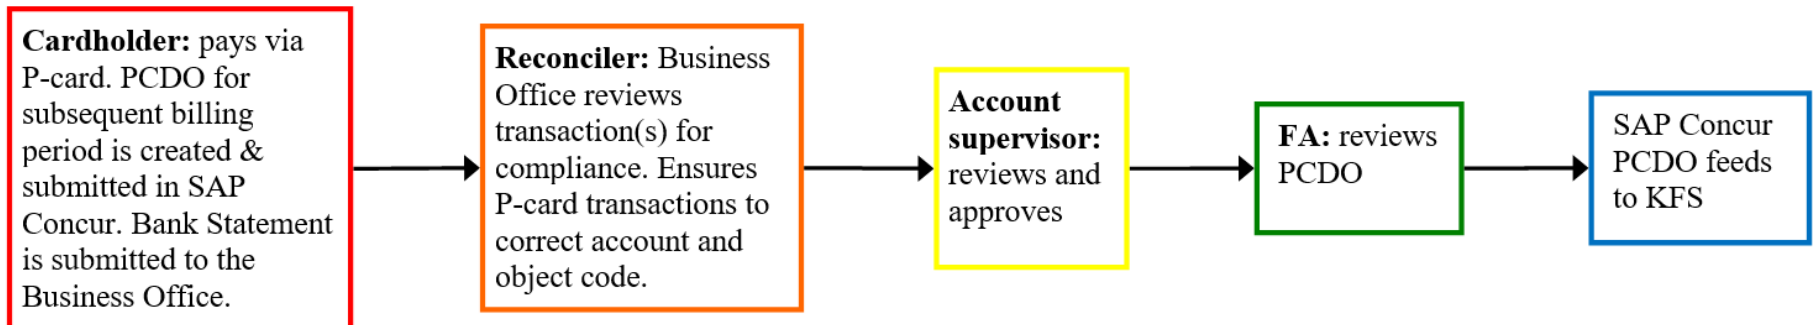 Cardholder: pays via
P-card. PCDO for
subsequent billing
period is created &
submitted in SAP
Concur. Bank Statement
is submitted to the
Business Office.
Reconciler: Business
Office reviews
transaction(s) for
compliance. Ensures
P-card transactions to
correct account and
object code.
Account
supervisor:
reviews and
approves
FA: reviews
PCDO
SAP Concur
PCDO feeds
to KFS